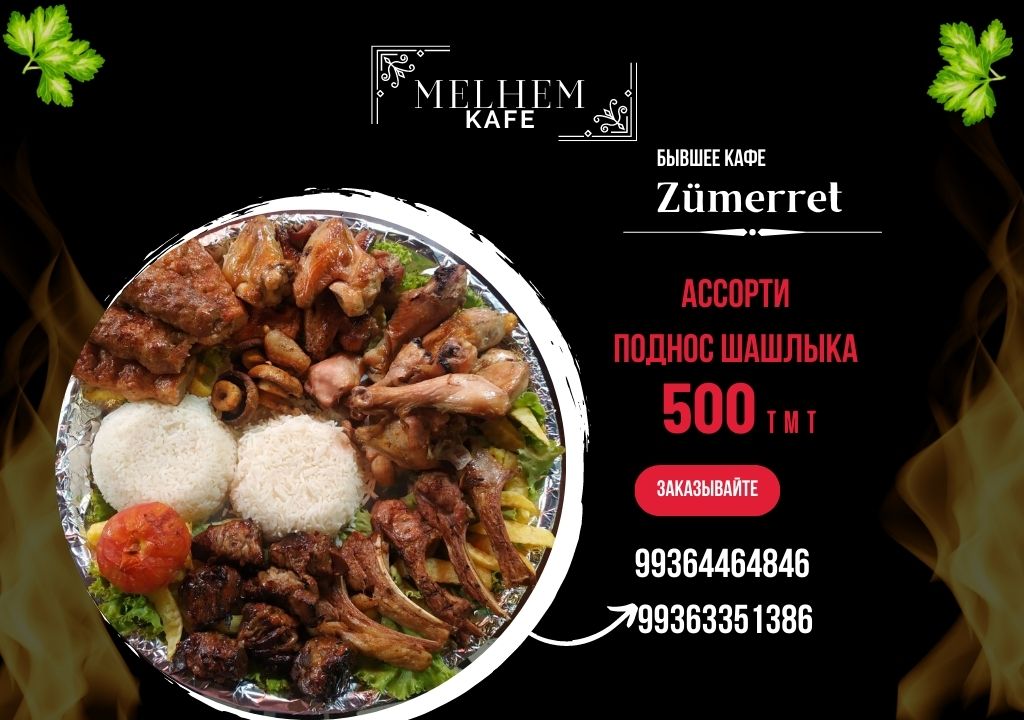 MELHEM
KAFE
БЫВШЕЕ КАФЕ
Zümerret
АССОРТИ
ПОДНОС ШАШЛЫКА
500 ТМТ
ЗАКАЗЫВАЙТЕ
99364464846
99363351386